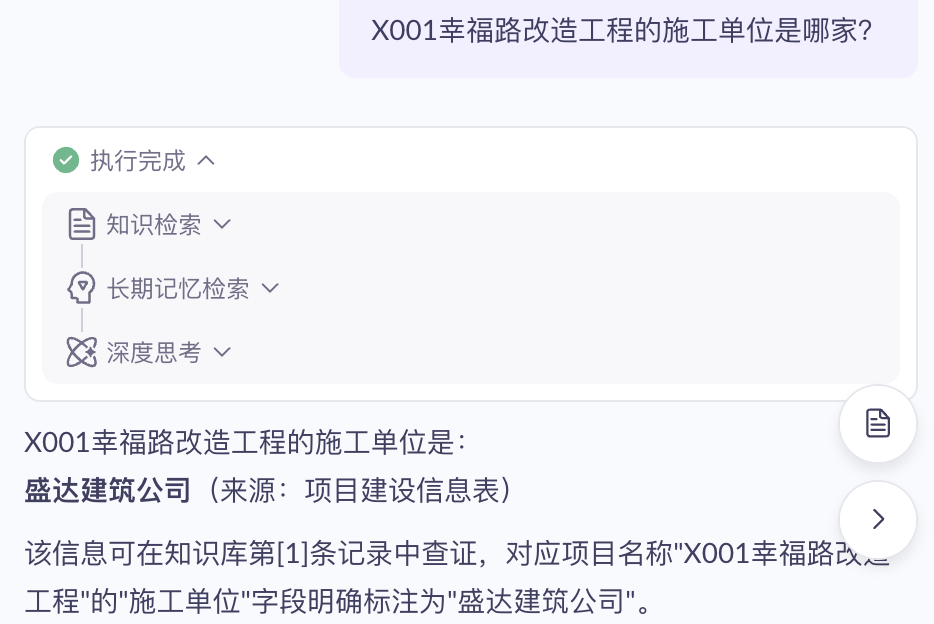 X001幸福路改造工程的施工单位是哪家?
执行完成
知识检索
长期记忆检索
深度思考
X001幸福路改造工程的施工单位是：
盛达建筑公司（来源：项目建设信息表）
该信息可在知识库第[1]条记录中查证，对应项目名称"X001幸福路改造
工程"的"施工单位"字段明确标注为"盛达建筑公司"。